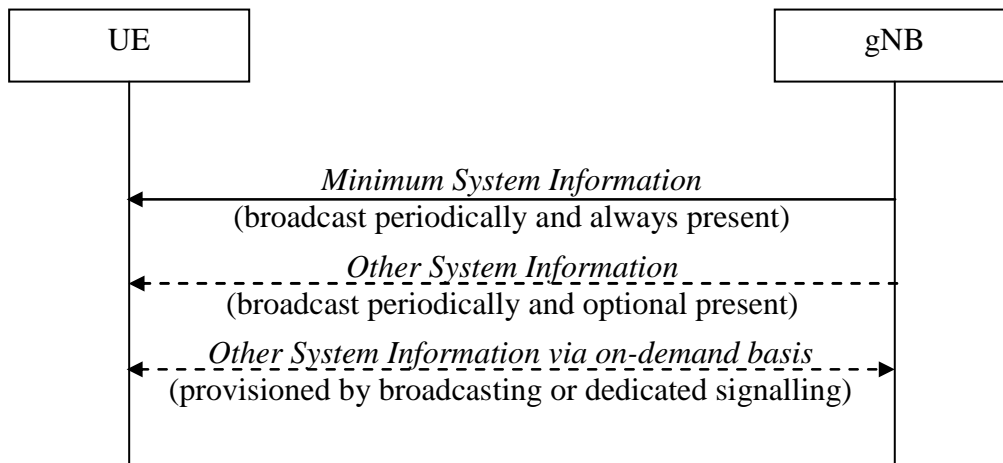 UE
gNB
Minimum System Information
(broadcast periodically and always present)
Other System Information
(broadcast periodically and optional present)
Other System Information via on-demand basis
(provisioned by broadcasting or dedicated signalling)